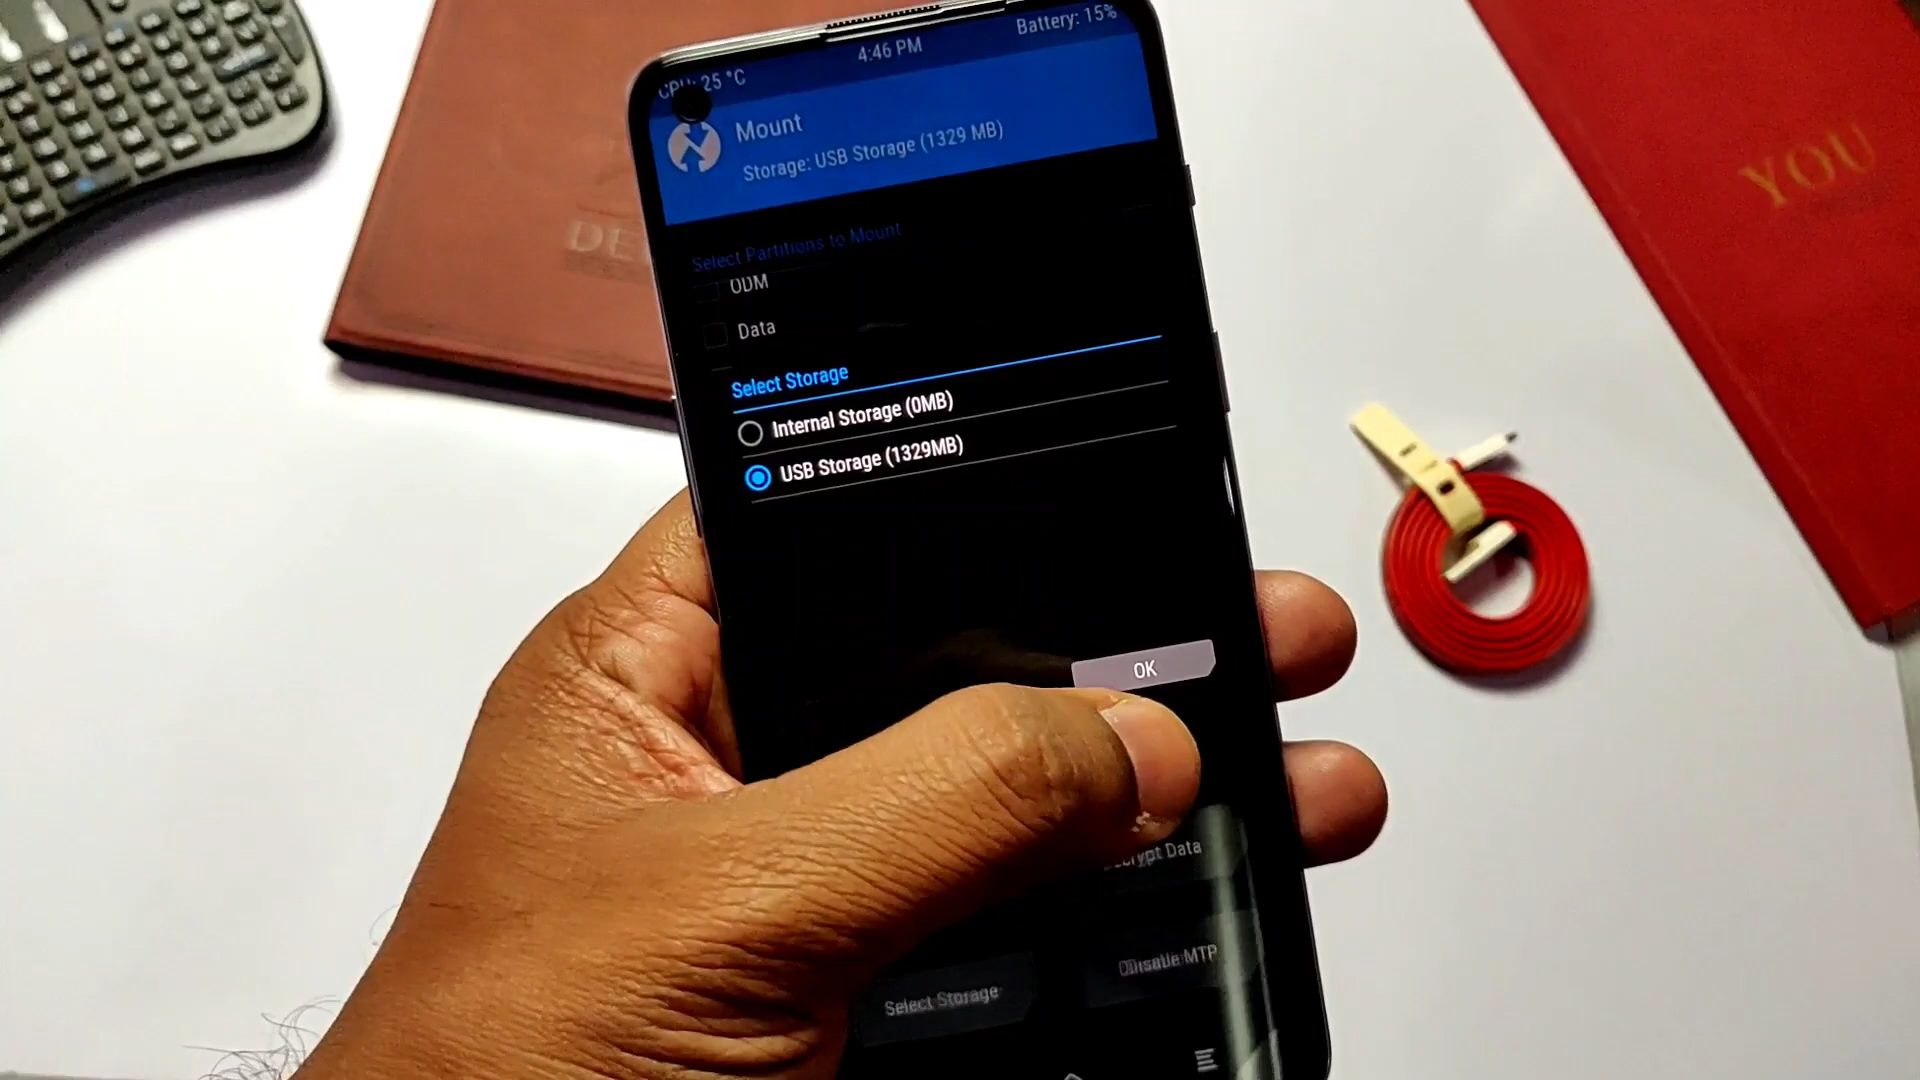 Battery: 15%
4:46 PM
CPU: 25 °C
Mount
Storage: USB Storage (1329 MB)
Select Partitions to Mount
ODM
Data
Select Storage
Internal Storage (0MB)
USB Storage (1329MB)
OK
Data
Disable MTP
Select Storage
YOU